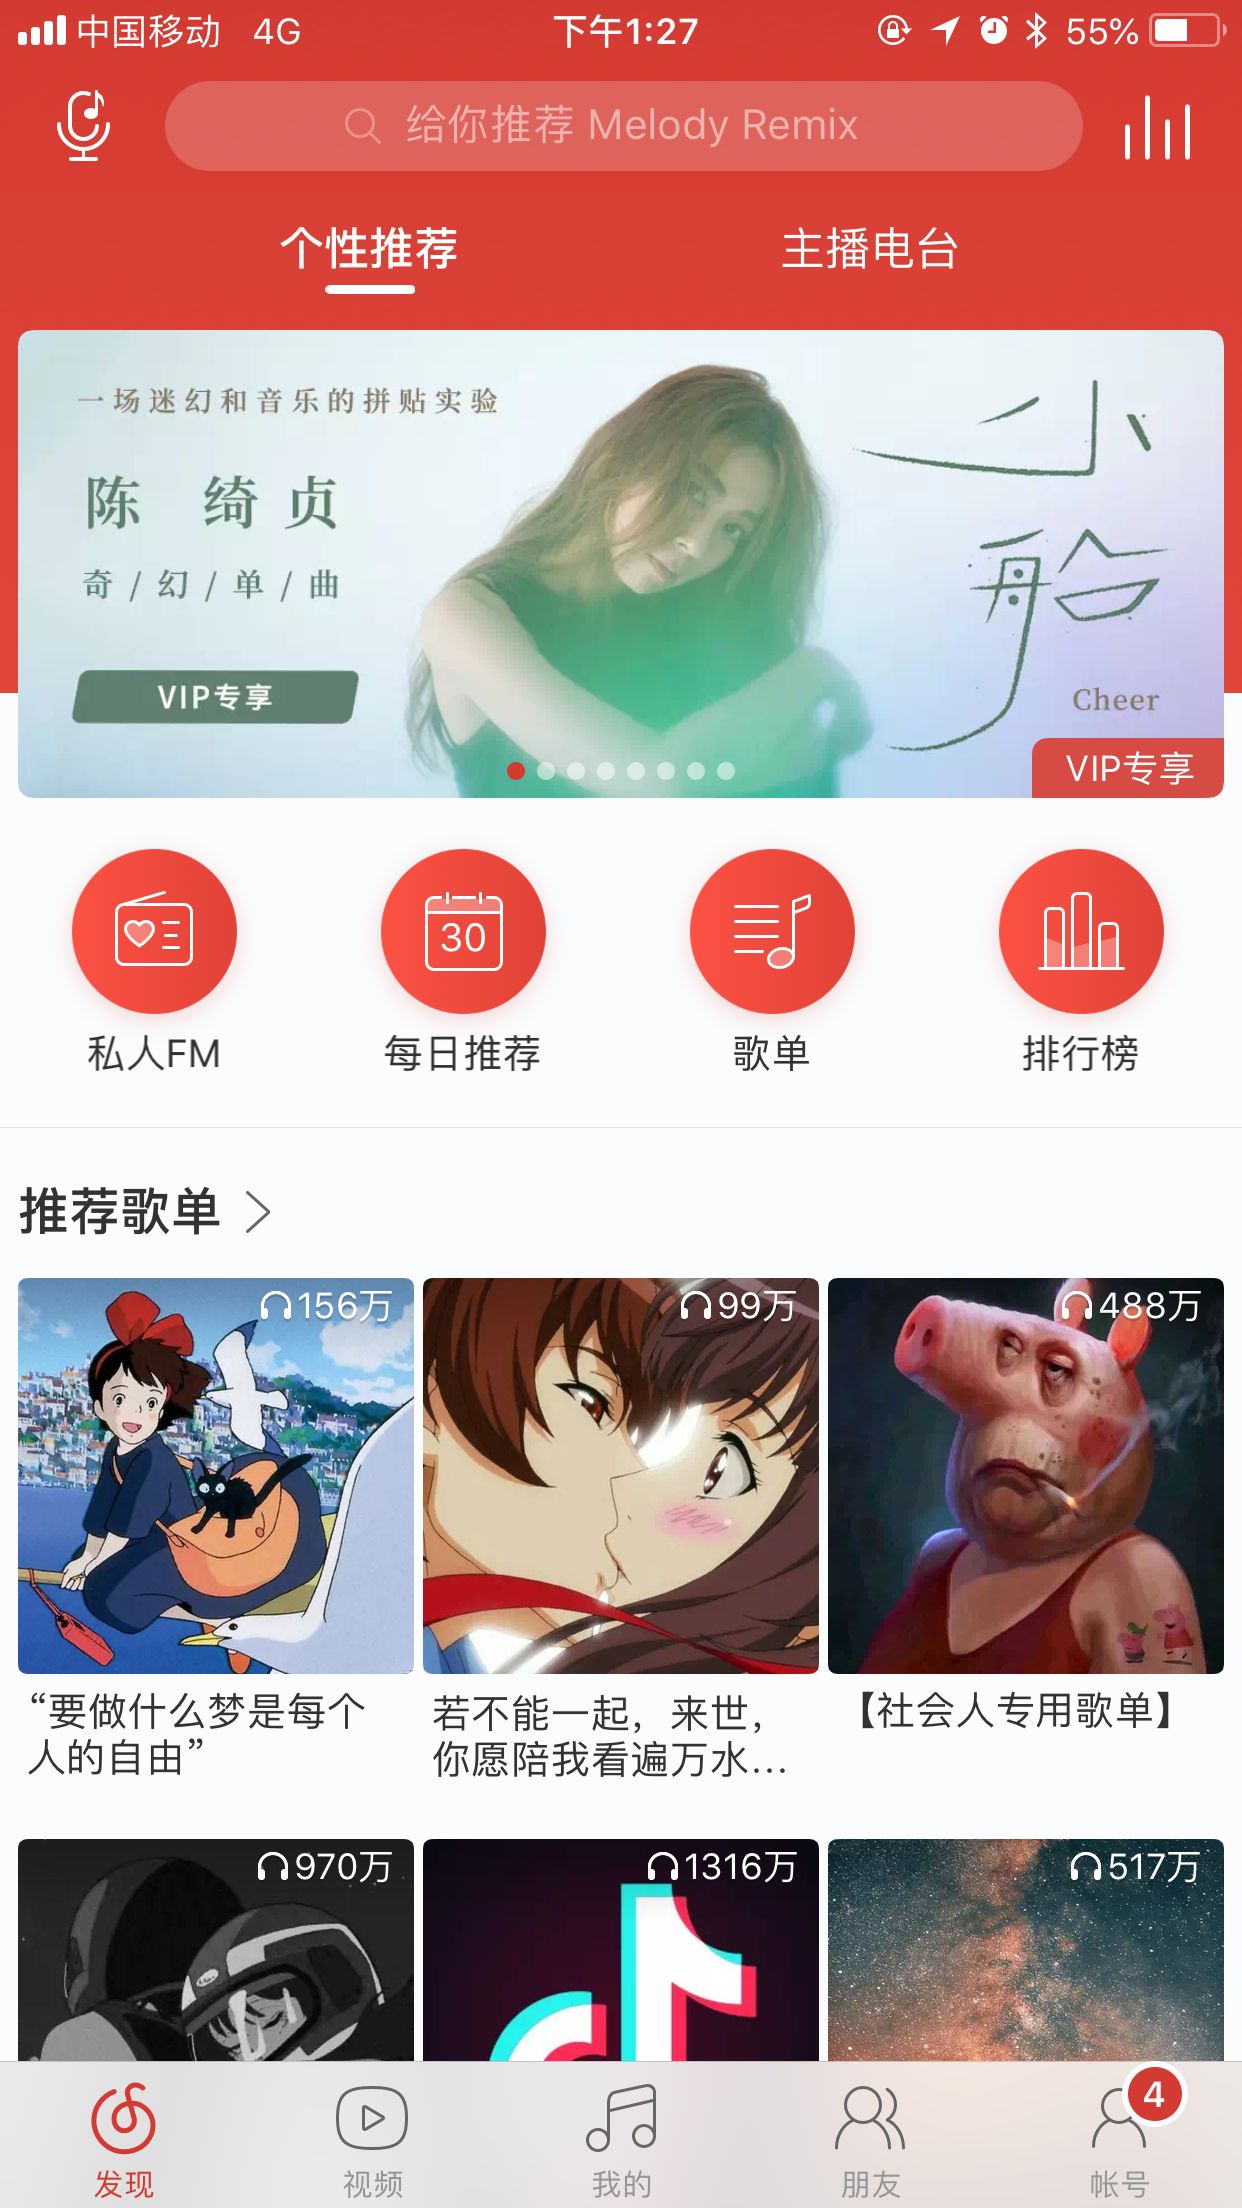 中国移动 4G 下午1:27 55%
给你推荐 Melody Remix
个性推荐 主播电台
一场迷幻和音乐的拼贴实验
小船
陈 绮贞
奇/幻/单/曲
VIP专享
Cheer
VIP专享
30
私人FM 每日推荐 歌单 排行榜
推荐歌单
156万 99万 488万
“要做什么梦是每个
人的自由”
若不能一起，来世，
你愿陪我看遍万水...
【社会人专用歌单】
970万 1316万 517万
4
发现 视频 我的 朋友 帐号